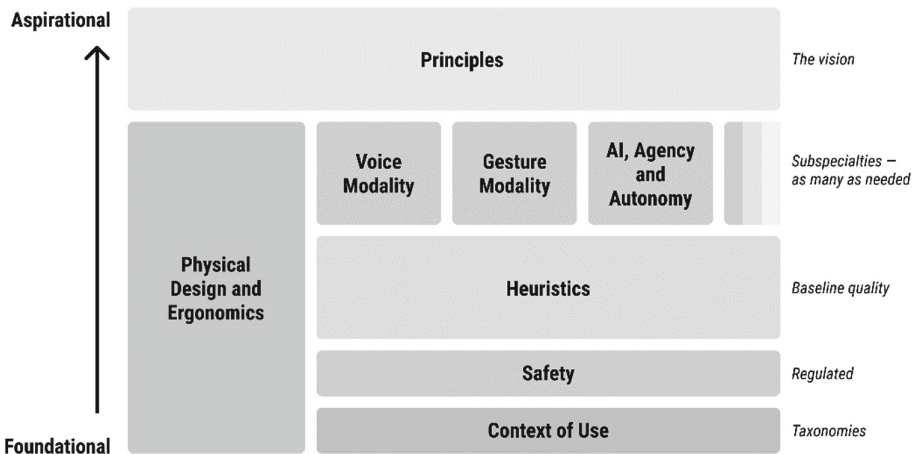 Aspirational
Principles
The vision
Voice
Modality
Gesture
Modality
AI, Agency
and
Autonomy
Subspecialties —
as many as needed
Physical
Design and
Ergonomics
Heuristics
Baseline quality
Safety
Regulated
Context of Use
Taxonomies
Foundational